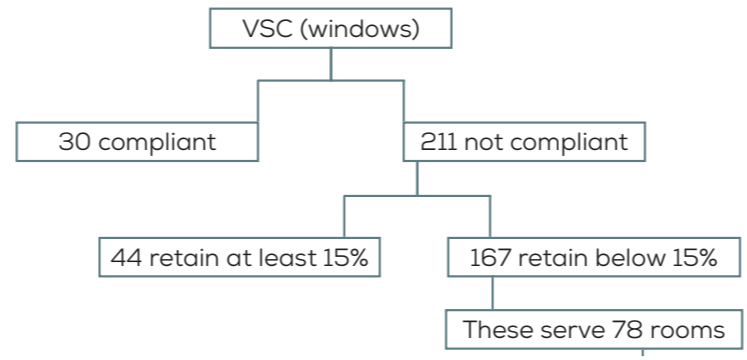 VSC (windows)
30 compliant
211 not compliant
44 retain at least 15%
167 retain below 15%
These serve 78 rooms